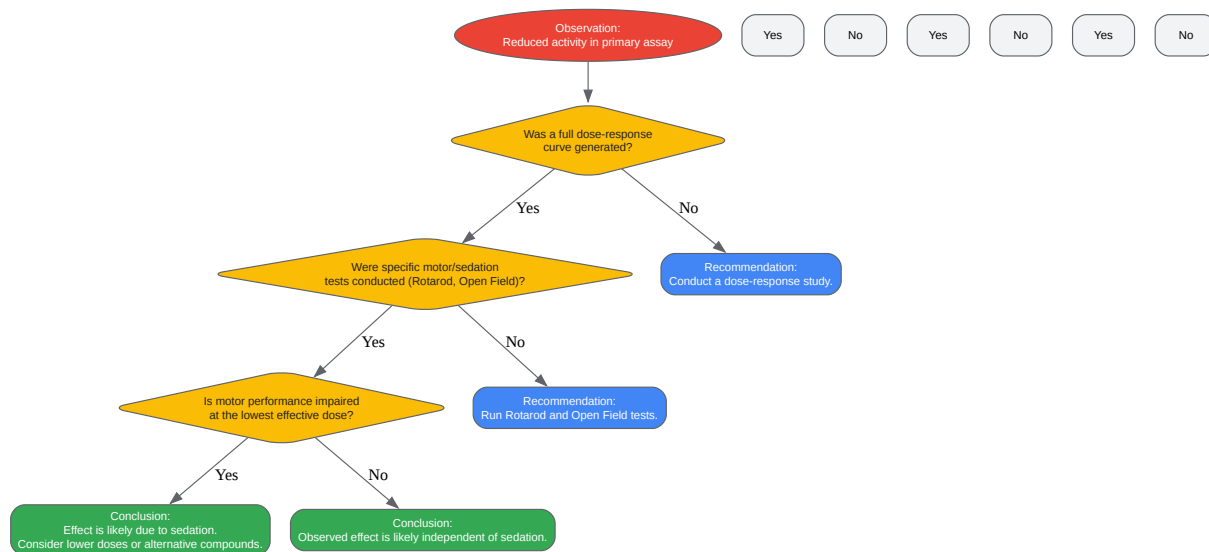 Observation:
Reduced activity in primary assay
Yes
No
Yes
No
Yes
No
Was a full dose-response
curve generated?
Yes
No
Were specific motor/sedation
tests conducted (Rotarod, Open Field)?
Recommendation:
Conduct a dose-response study.
Yes
No
Is motor performance impaired
at the lowest effective dose?
Recommendation:
Run Rotarod and Open Field tests.
Yes
No
Conclusion:
Effect is likely due to sedation.
Consider lower doses or alternative compounds.
Conclusion:
Observed effect is likely independent of sedation.